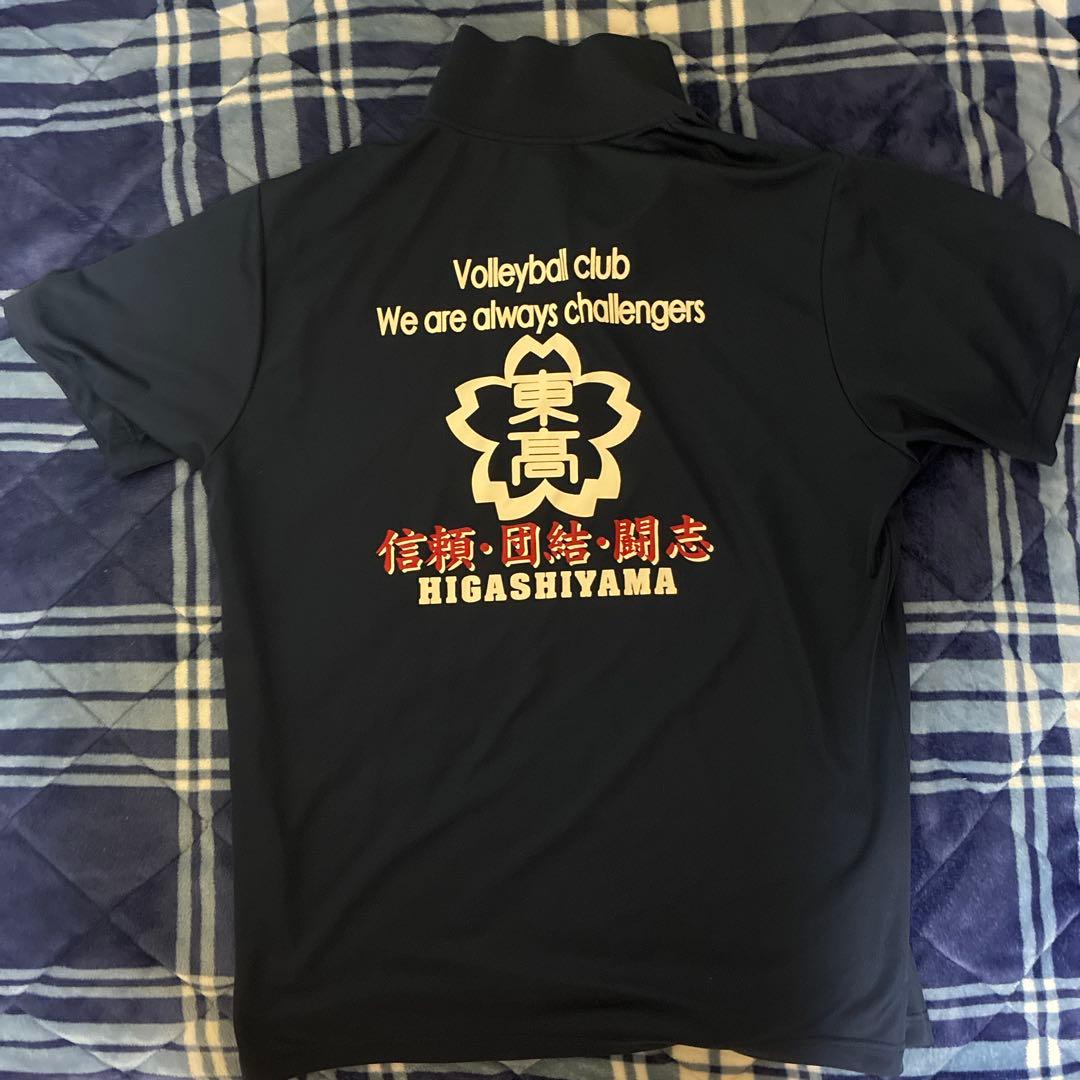 Volleyball club
We are always challengers
東
高
信頼・団結・闘志
HIGASHIYAMA